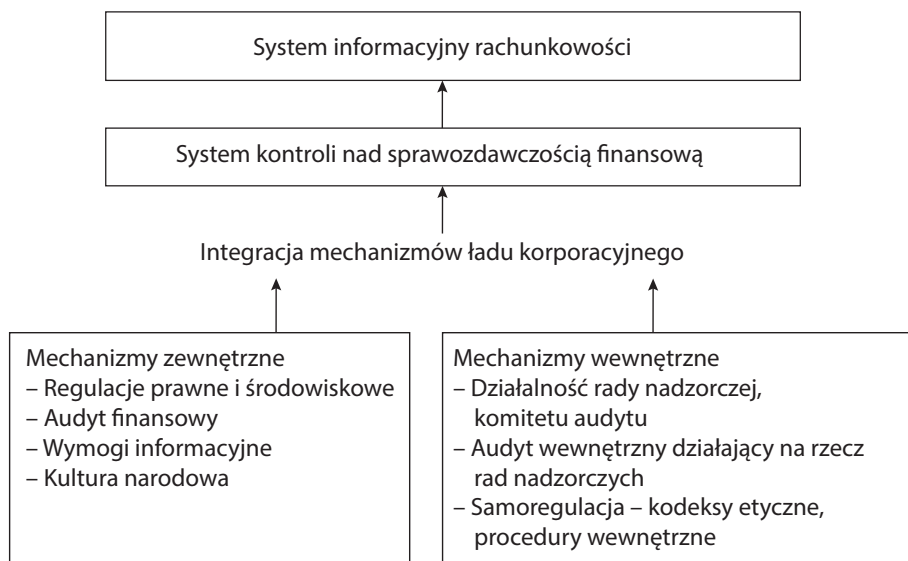 System informacyjny rachunkowości
System kontroli nad sprawozdawczością finansową
Integracja mechanizmów ładu korporacyjnego
Mechanizmy zewnętrzne
– Regulacje prawne i środowiskowe
– Audyt finansowy
– Wymogi informacyjne
– Kultura narodowa
Mechanizmy wewnętrzne
– Działalność rady nadzorczej,
komitetu audytu
– Audyt wewnętrzny działający na rzecz
rad nadzorczych
– Samoregulacja – kodeksy etyczne,
procedury wewnętrzne